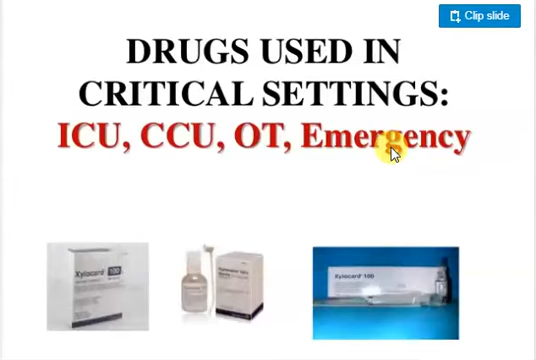 Clip slide
DRUGS USED IN
CRITICAL SETTINGS:
ICU, CCU, OT, Emergency
Xylocard 100
Xylocard 100